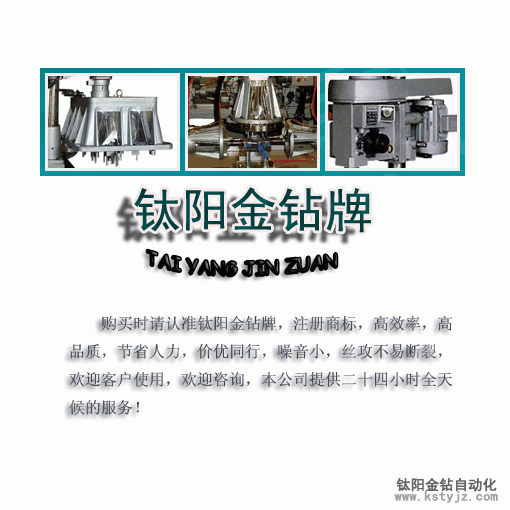 钛阳金钻牌
TAI YANG JIN ZUAN
购买时请认准钛阳金钻牌，注册商标，高效率，高
品质，节省人力，价优同行，噪音小，丝攻不易断裂，
欢迎客户使用，欢迎咨询，本公司提供二十四小时全天
候的服务！
钛阳金钻自动化
www.kstyjz.com